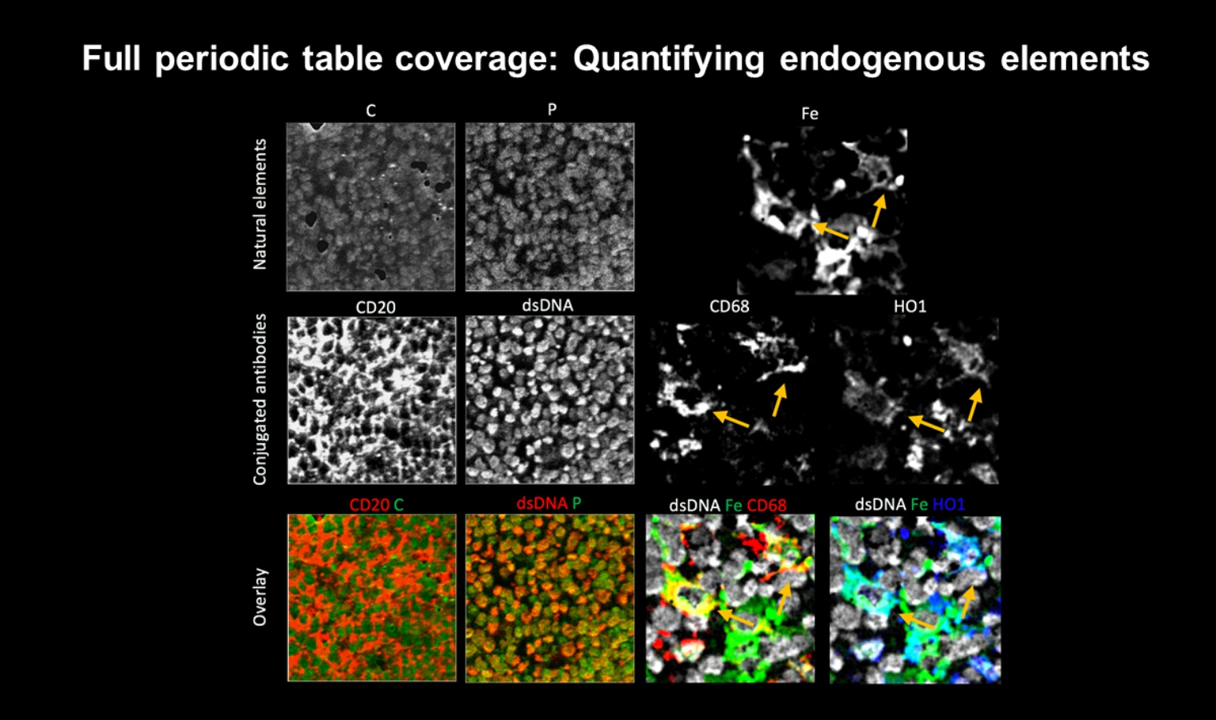 Full periodic table coverage: Quantifying endogenous elements
C
P
Fe
Natural elements
CD20
dsDNA
CD68
HO1
Conjugated antibodies
CD20 C
dsDNA P
dsDNA Fe CD68
dsDNA Fe HO1
Overlay